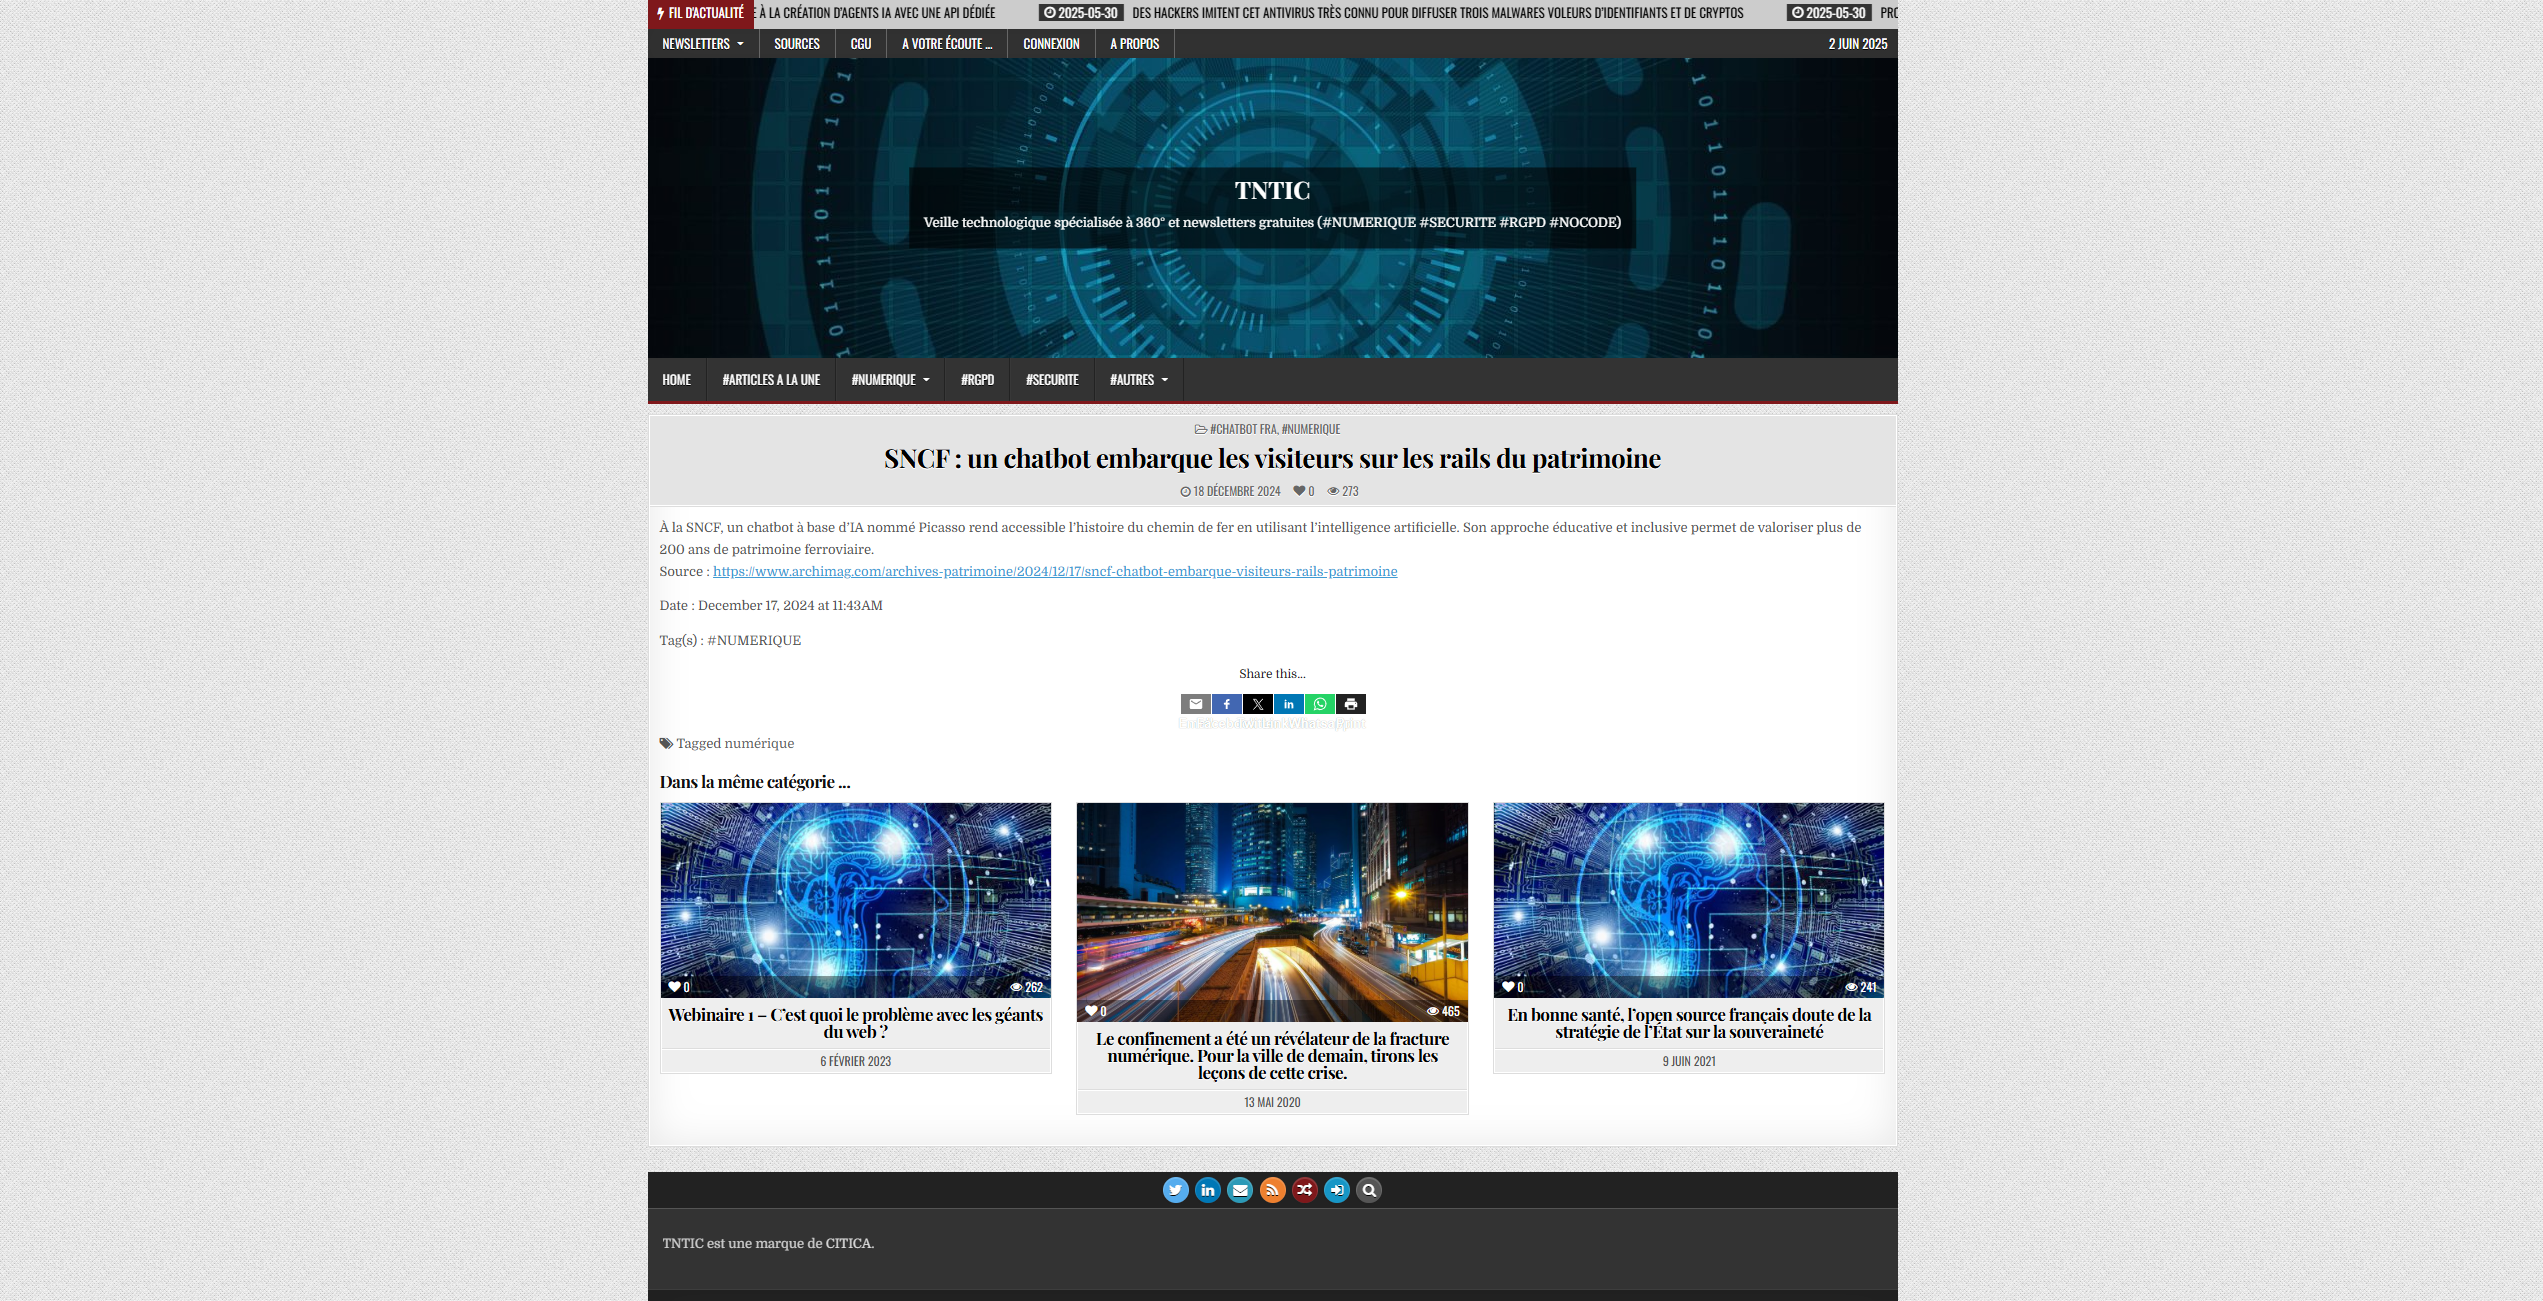 FIL D'ACTUALITÉ À LA CRÉATION D'AGENTS IA AVEC UNE API DÉDIÉE 2025-05-30 DES HACKERS IMITENT CET ANTIVIRUS TRÈS CONNU POUR DIFFUSER TROIS MALWARES VOLEURS D'IDENTIFIANTS ET DE CRYPTOS 2025-05-30
NEWSLETTERS SOURCES CGU A VOTRE ÉCOUTE ... CONNEXION A PROPOS 2 JUIN 2025
TNTIC
Veille technologique spécialisée à 360° et newsletters gratuites (#NUMERIQUE #SECURITE #RGPD #NOCODE)
HOME #ARTICLES A LA UNE #NUMERIQUE #RGPD #SECURITE #AUTRES
#CHATBOT FRA, #NUMERIQUE
SNCF : un chatbot embarque les visiteurs sur les rails du patrimoine
18 DÉCEMBRE 2024 0 273
À la SNCF, un chatbot à base d'IA nommé Picasso rend accessible l'histoire du chemin de fer en utilisant l'intelligence artificielle. Son approche éducative et inclusive permet de valoriser plus de
200 ans de patrimoine ferroviaire.
Source : https://www.archimag.com/archives-patrimoine/2024/12/17/sncf-chatbot-embarque-visiteurs-rails-patrimoine
Date : December 17, 2024 at 11:43AM
Tag(s) : #NUMERIQUE
Share this...
Tagged numérique
Dans la même catégorie ...
0 262
Webinaire 1 – C'est quoi le problème avec les géants
du web ?
6 FÉVRIER 2023
0 465
Le confinement a été un révélateur de la fracture
numérique. Pour la ville de demain, tirons les
leçons de cette crise.
13 MAI 2020
0 241
En bonne santé, l'open source français doute de la
stratégie de l'État sur la souveraineté
9 JUIN 2021
TNTIC est une marque de CITICA.